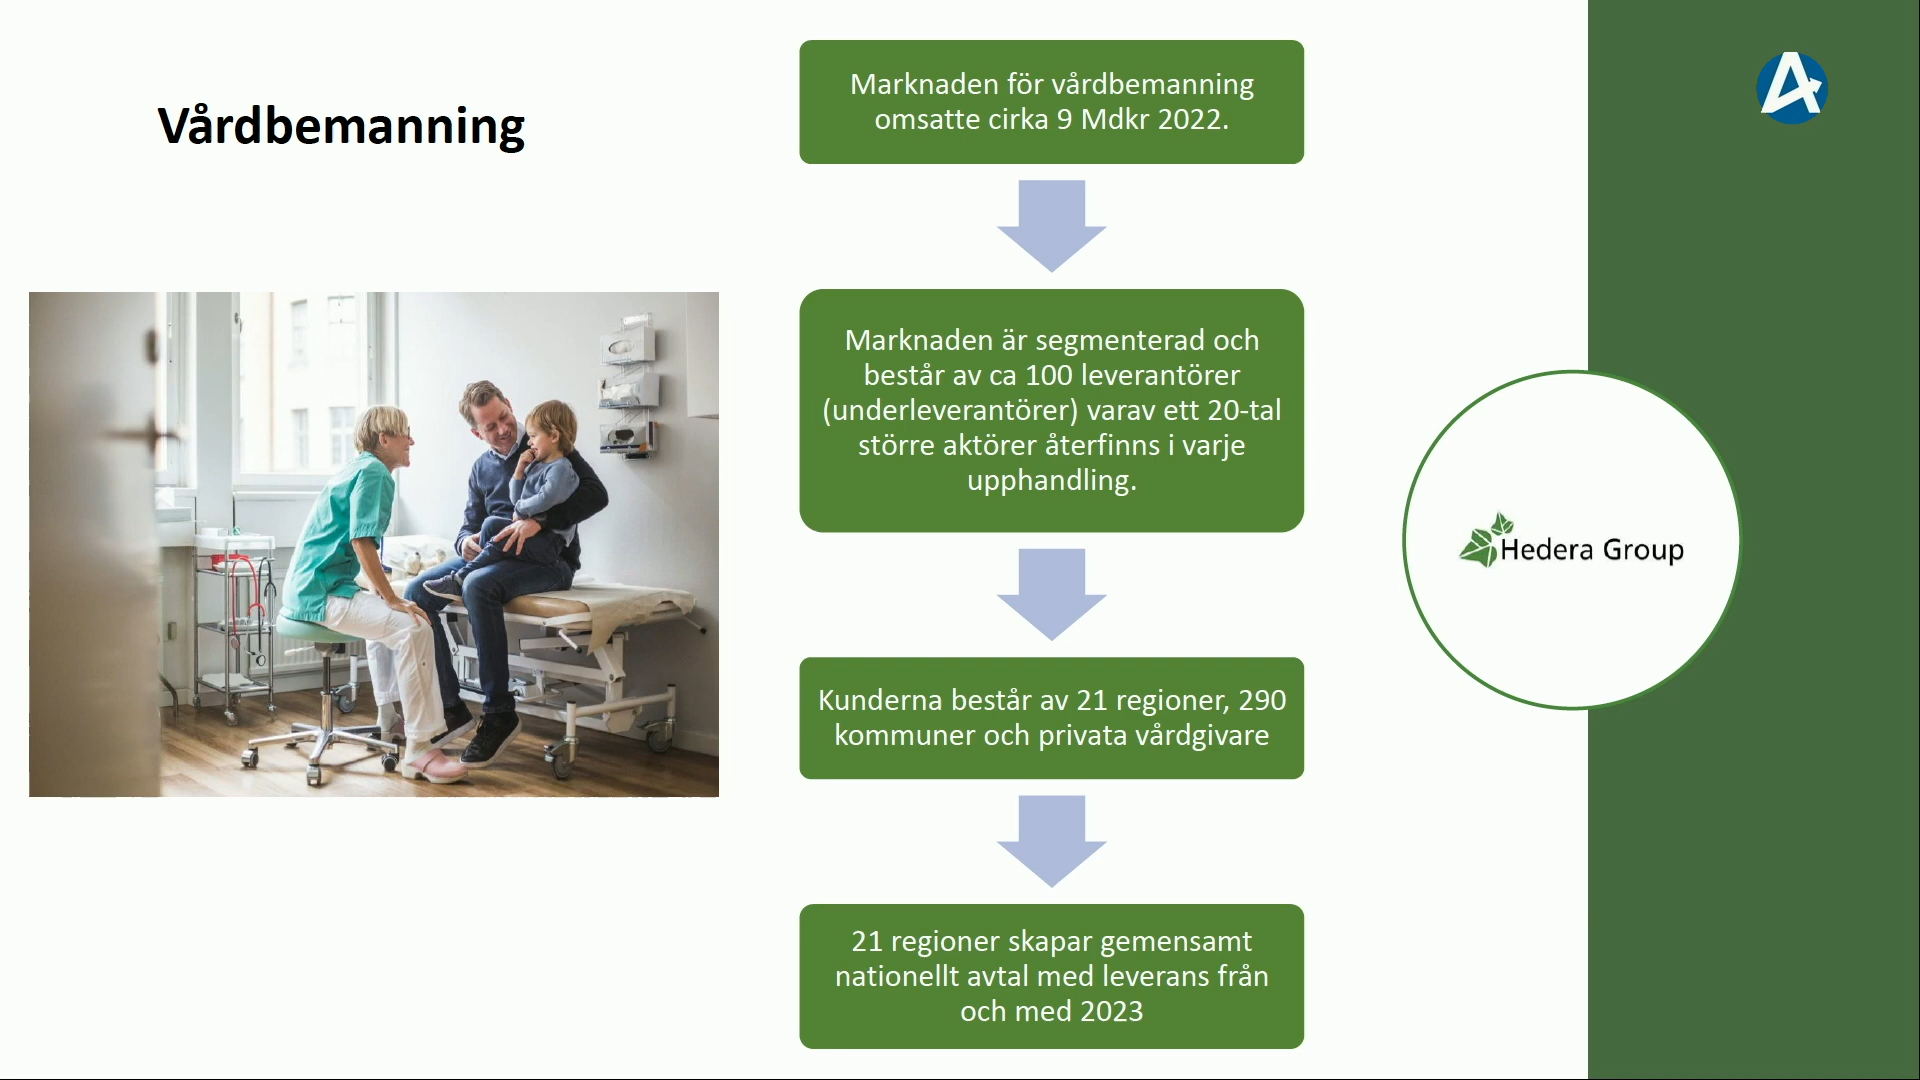 Vårdbemanning
Marknaden för vårdbemanning
omsatte cirka 9 Mdkr 2022.
Marknaden är segmenterad och
består av ca 100 leverantörer
(underleverantörer) varav ett 20-tal
större aktörer återfinns i varje
upphandling.
Kunderna består av 21 regioner, 290
kommuner och privata vårdgivare
21 regioner skapar gemensamt
nationellt avtal med leverans från
och med 2023
Hedera Group